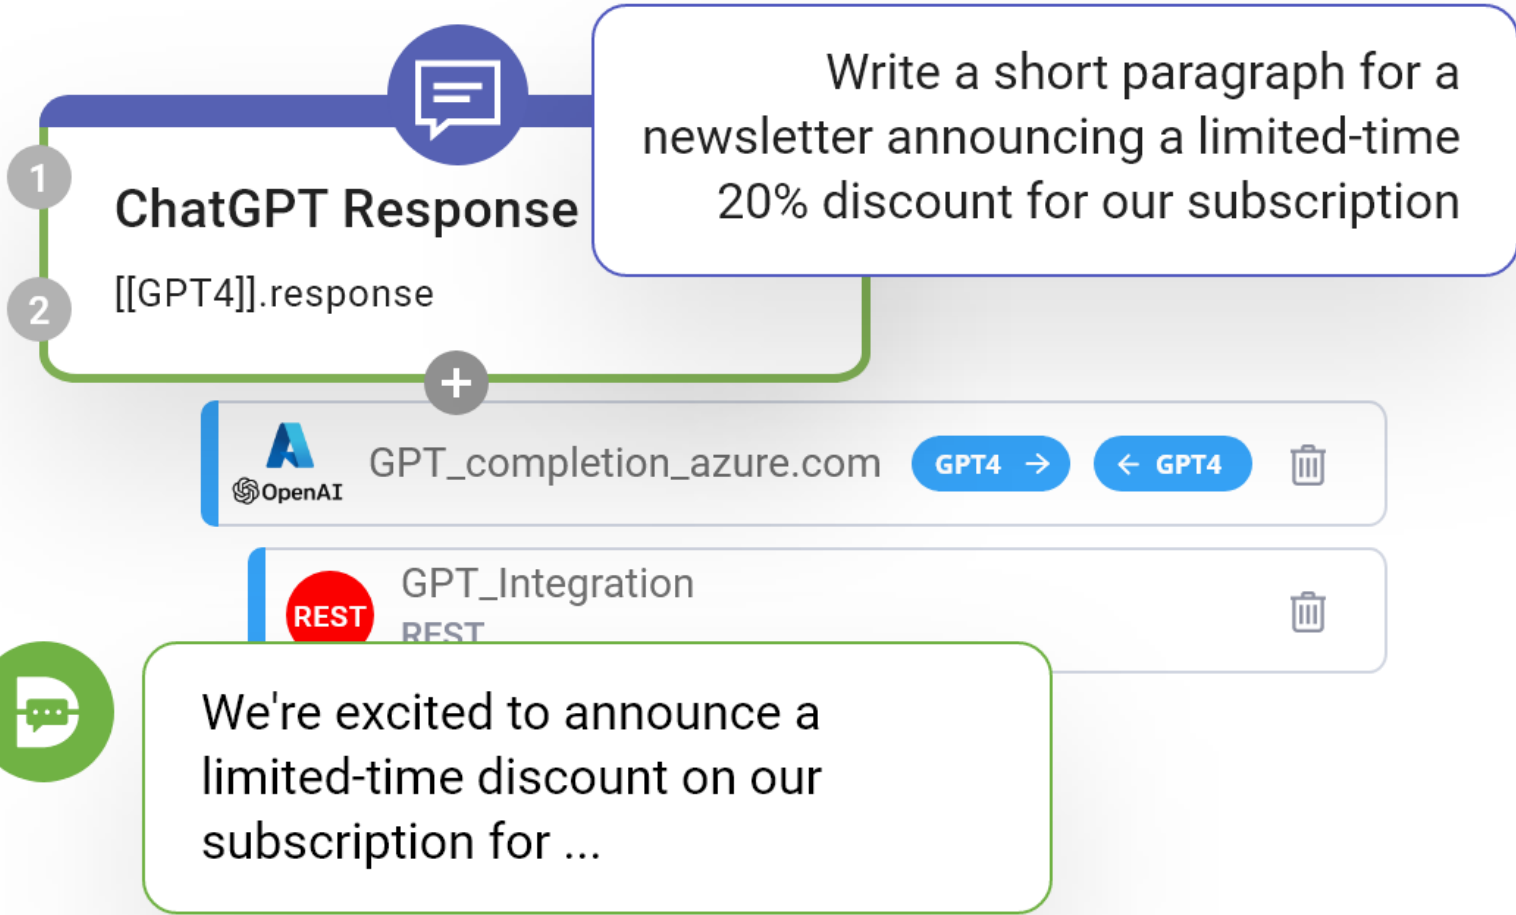 Write a short paragraph for a
newsletter announcing a limited-time
20% discount for our subscription
1
ChatGPT Response
2
[[GPT4]].response
+
OpenAI
GPT_completion_azure.com
GPT4 →
← GPT4
REST
GPT_Integration
REST
We're excited to announce a
limited-time discount on our
subscription for ...